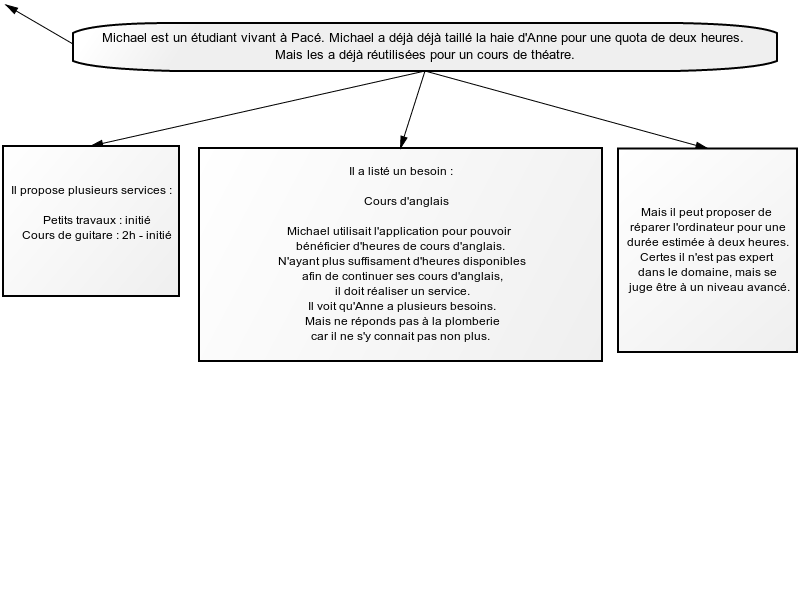 Michael est un étudiant vivant à Pacé. Michael a déjà déjà taillé la haie d'Anne pour une quota de deux heures.
Mais les a déjà réutilisées pour un cours de théatre.
Il propose plusieurs services :
Petits travaux : initié
Cours de guitare : 2h - initié
Il a listé un besoin :
Cours d'anglais
Michael utilisait l'application pour pouvoir
bénéficier d'heures de cours d'anglais.
N'ayant plus suffisament d'heures disponibles
afin de continuer ses cours d'anglais,
il doit réaliser un service.
Il voit qu'Anne a plusieurs besoins.
Mais ne réponds pas à la plomberie
car il ne s'y connait pas non plus.
Mais il peut proposer de
réparer l'ordinateur pour une
durée estimée à deux heures.
Certes il n'est pas expert
dans le domaine, mais se
juge être à un niveau avancé.